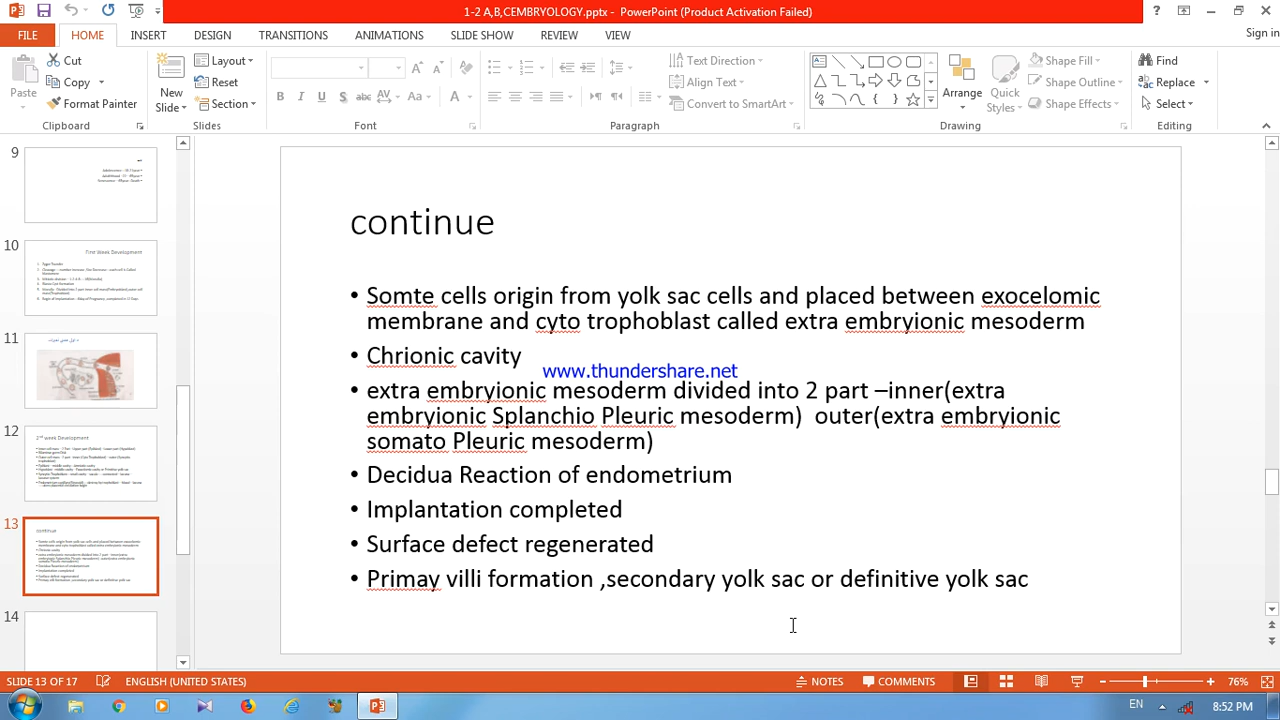 1-2 A,B,CEMBRYOLOGY.pptx - PowerPoint (Product Activation Failed)
FILE HOME INSERT DESIGN TRANSITIONS ANIMATIONS SLIDE SHOW REVIEW VIEW Sign in
Paste Cut Copy Format Painter Clipboard
New Slide Layout Reset Section Slides
Font
Text Direction Align Text Convert to SmartArt Paragraph
Arrange Quick Styles Shape Fill Shape Outline Shape Effects Drawing
Find Replace Select Editing
9
10
First Week Development
11
12
2nd week Development
13
continue
14
continue
• Somte cells origin from yolk sac cells and placed between exocelomic
membrane and cyto trophoblast called extra embryionic mesoderm
• Chrionic cavity
www.thundershare.net
• extra embryionic mesoderm divided into 2 part –inner(extra
embryionic Splanchio Pleuric mesoderm) outer(extra embryionic
somato Pleuric mesoderm)
• Decidua Reaction of endometrium
• Implantation completed
• Surface defect regenerated
• Primay villi formation ,secondary yolk sac or definitive yolk sac
SLIDE 13 OF 17 ENGLISH (UNITED STATES) NOTES COMMENTS 76%
EN 8:52 PM